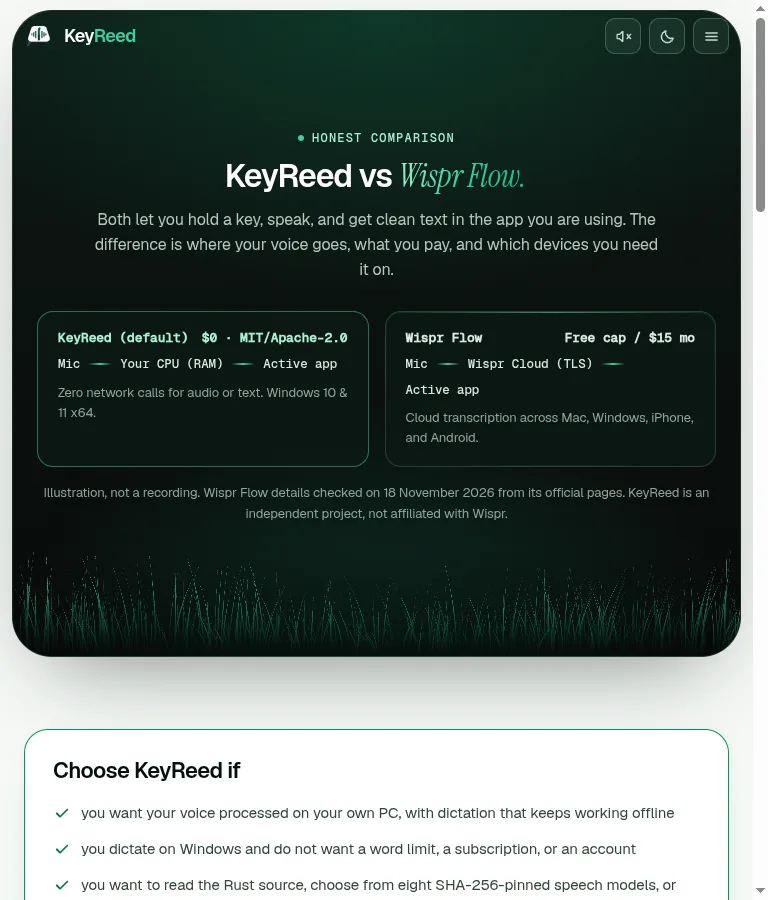 KeyReed
HONEST COMPARISON
KeyReed vs Wispr Flow.
Both let you hold a key, speak, and get clean text in the app you are using. The
difference is where your voice goes, what you pay, and which devices you need
it on.
KeyReed (default) $0 · MIT/Apache-2.0
Mic — Your CPU (RAM) — Active app
Zero network calls for audio or text. Windows 10 &
11 x64.
Wispr Flow Free cap / $15 mo
Mic — Wispr Cloud (TLS) —
Active app
Cloud transcription across Mac, Windows, iPhone,
and Android.
Illustration, not a recording. Wispr Flow details checked on 18 November 2026 from its official pages. KeyReed is an
independent project, not affiliated with Wispr.
Choose KeyReed if
you want your voice processed on your own PC, with dictation that keeps working offline
you dictate on Windows and do not want a word limit, a subscription, or an account
you want to read the Rust source, choose from eight SHA-256-pinned speech models, or